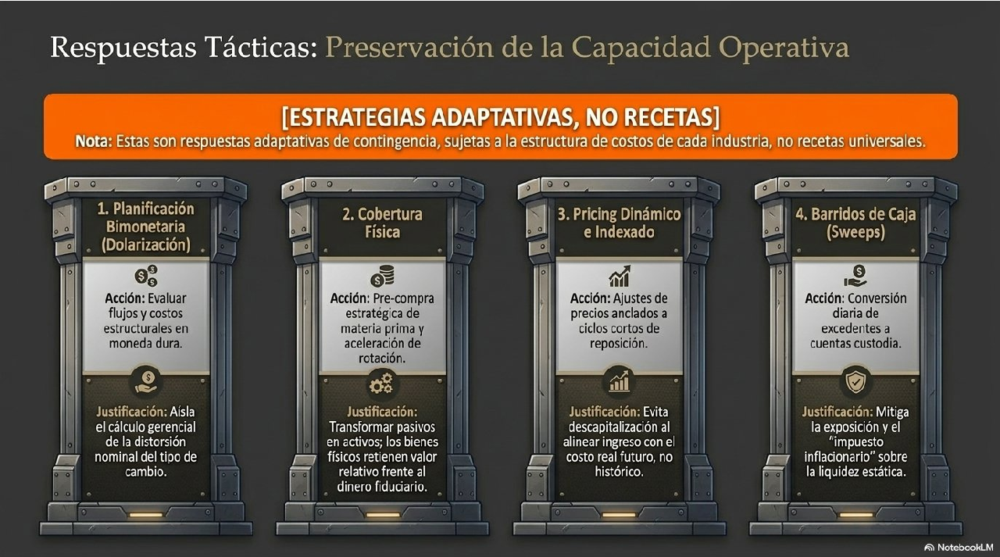 Respuestas Tácticas: Preservación de la Capacidad Operativa
[ESTRATEGIAS ADAPTATIVAS, NO RECETAS]
Nota: Estas son respuestas adaptativas de contingencia, sujetas a la estructura de costos de cada industria, no recetas universales.
1. Planificación
Bimonetaria
(Dolarización)
Acción: Evaluar
flujos y costos
estructurales en
moneda dura.
Justificación: Aísla
el cálculo gerencial
de la distorsión
nominal del tipo de
cambio.
2. Cobertura
Física
Acción: Pre-compra
estratégica de
materia prima y
aceleración de
rotación.
Justificación:
Transformar pasivos
en activos; los bienes
físicos retienen valor
relativo frente al
dinero fiduciario.
3. Pricing Dinámico
e Indexado
Acción: Ajustes de
precios anclados a
ciclos cortos de
reposición.
Justificación: Evita
descapitalización al
alinear ingreso con el
costo real futuro, no
histórico.
4. Barridos de Caja
(Sweeps)
Acción: Conversión
diaria de
excedentes a
cuentas custodia.
Justificación: Mitiga
la exposición y el
"impuesto
inflacionario" sobre
la liquidez estática.
NotebookLM